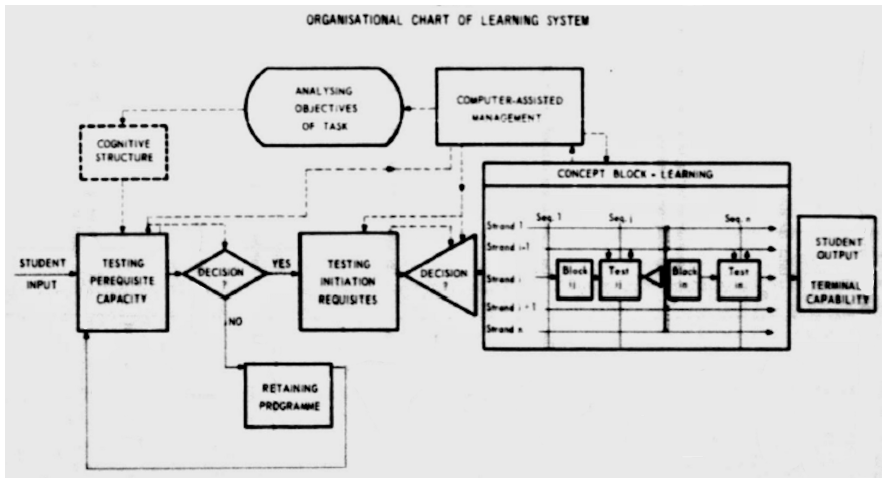 ORGANISATIONAL CHART OF LEARNING SYSTEM
ANALYSING
OBJECTIVES
OF TASK
COMPUTER-ASSISTED
MANAGEMENT
COGNITIVE
STRUCTURE
CONCEPT BLOCK - LEARNING
Seq. 1
Seq. j
Seq. n
Strand 1
Strand i-1
Strand i
Strand i + 1
Strand n
Block
ij
Test
ij
Block
in
Test
in
STUDENT
INPUT
TESTING
PEREQUISITE
CAPACITY
DECISION
?
YES
NO
TESTING
INITIATION
REQUISITES
DECISION
?
STUDENT
OUTPUT
TERMINAL
CAPABILITY
RETAINING
PROGRAMME